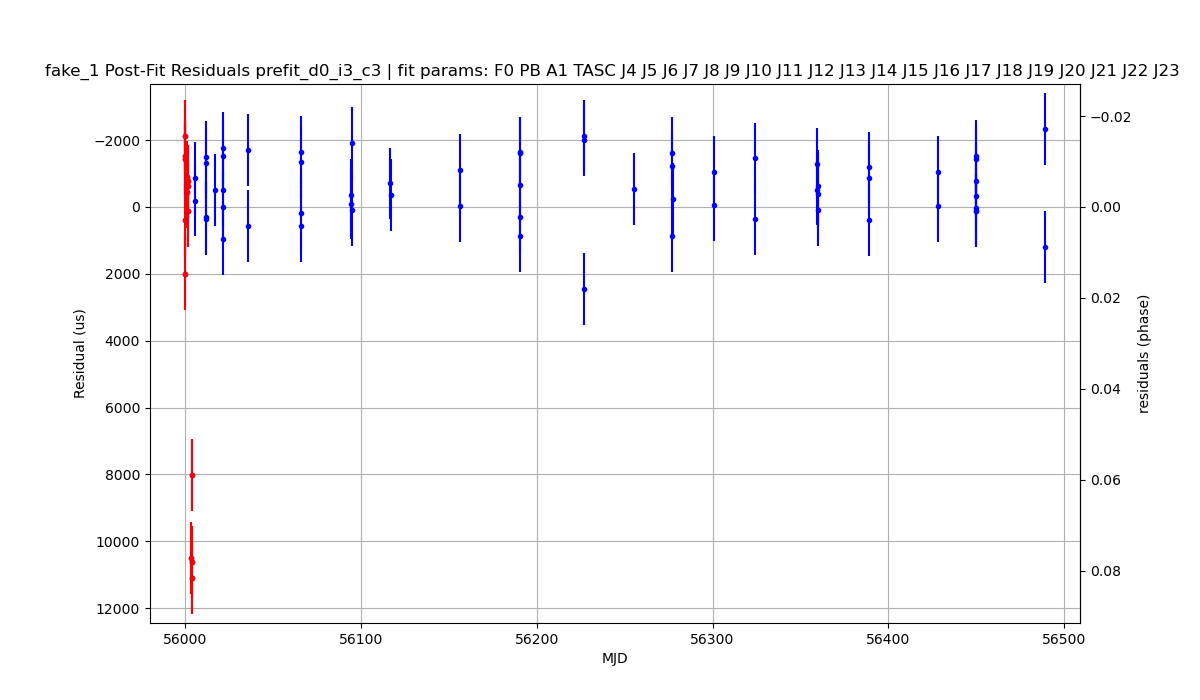 fake_1 Post-Fit Residuals prefit_d0_i3_c3 | fit params: F0 PB A1 TASC J4 J5 J6 J7 J8 J9 J10 J11 J12 J13 J14 J15 J16 J17 J18 J19 J20 J21 J22 J23
−2000
0
2000
4000
6000
8000
10000
12000
Residual (us)
−0.02
0.00
0.02
0.04
0.06
0.08
residuals (phase)
56000 56100 56200 56300 56400 56500
MJD